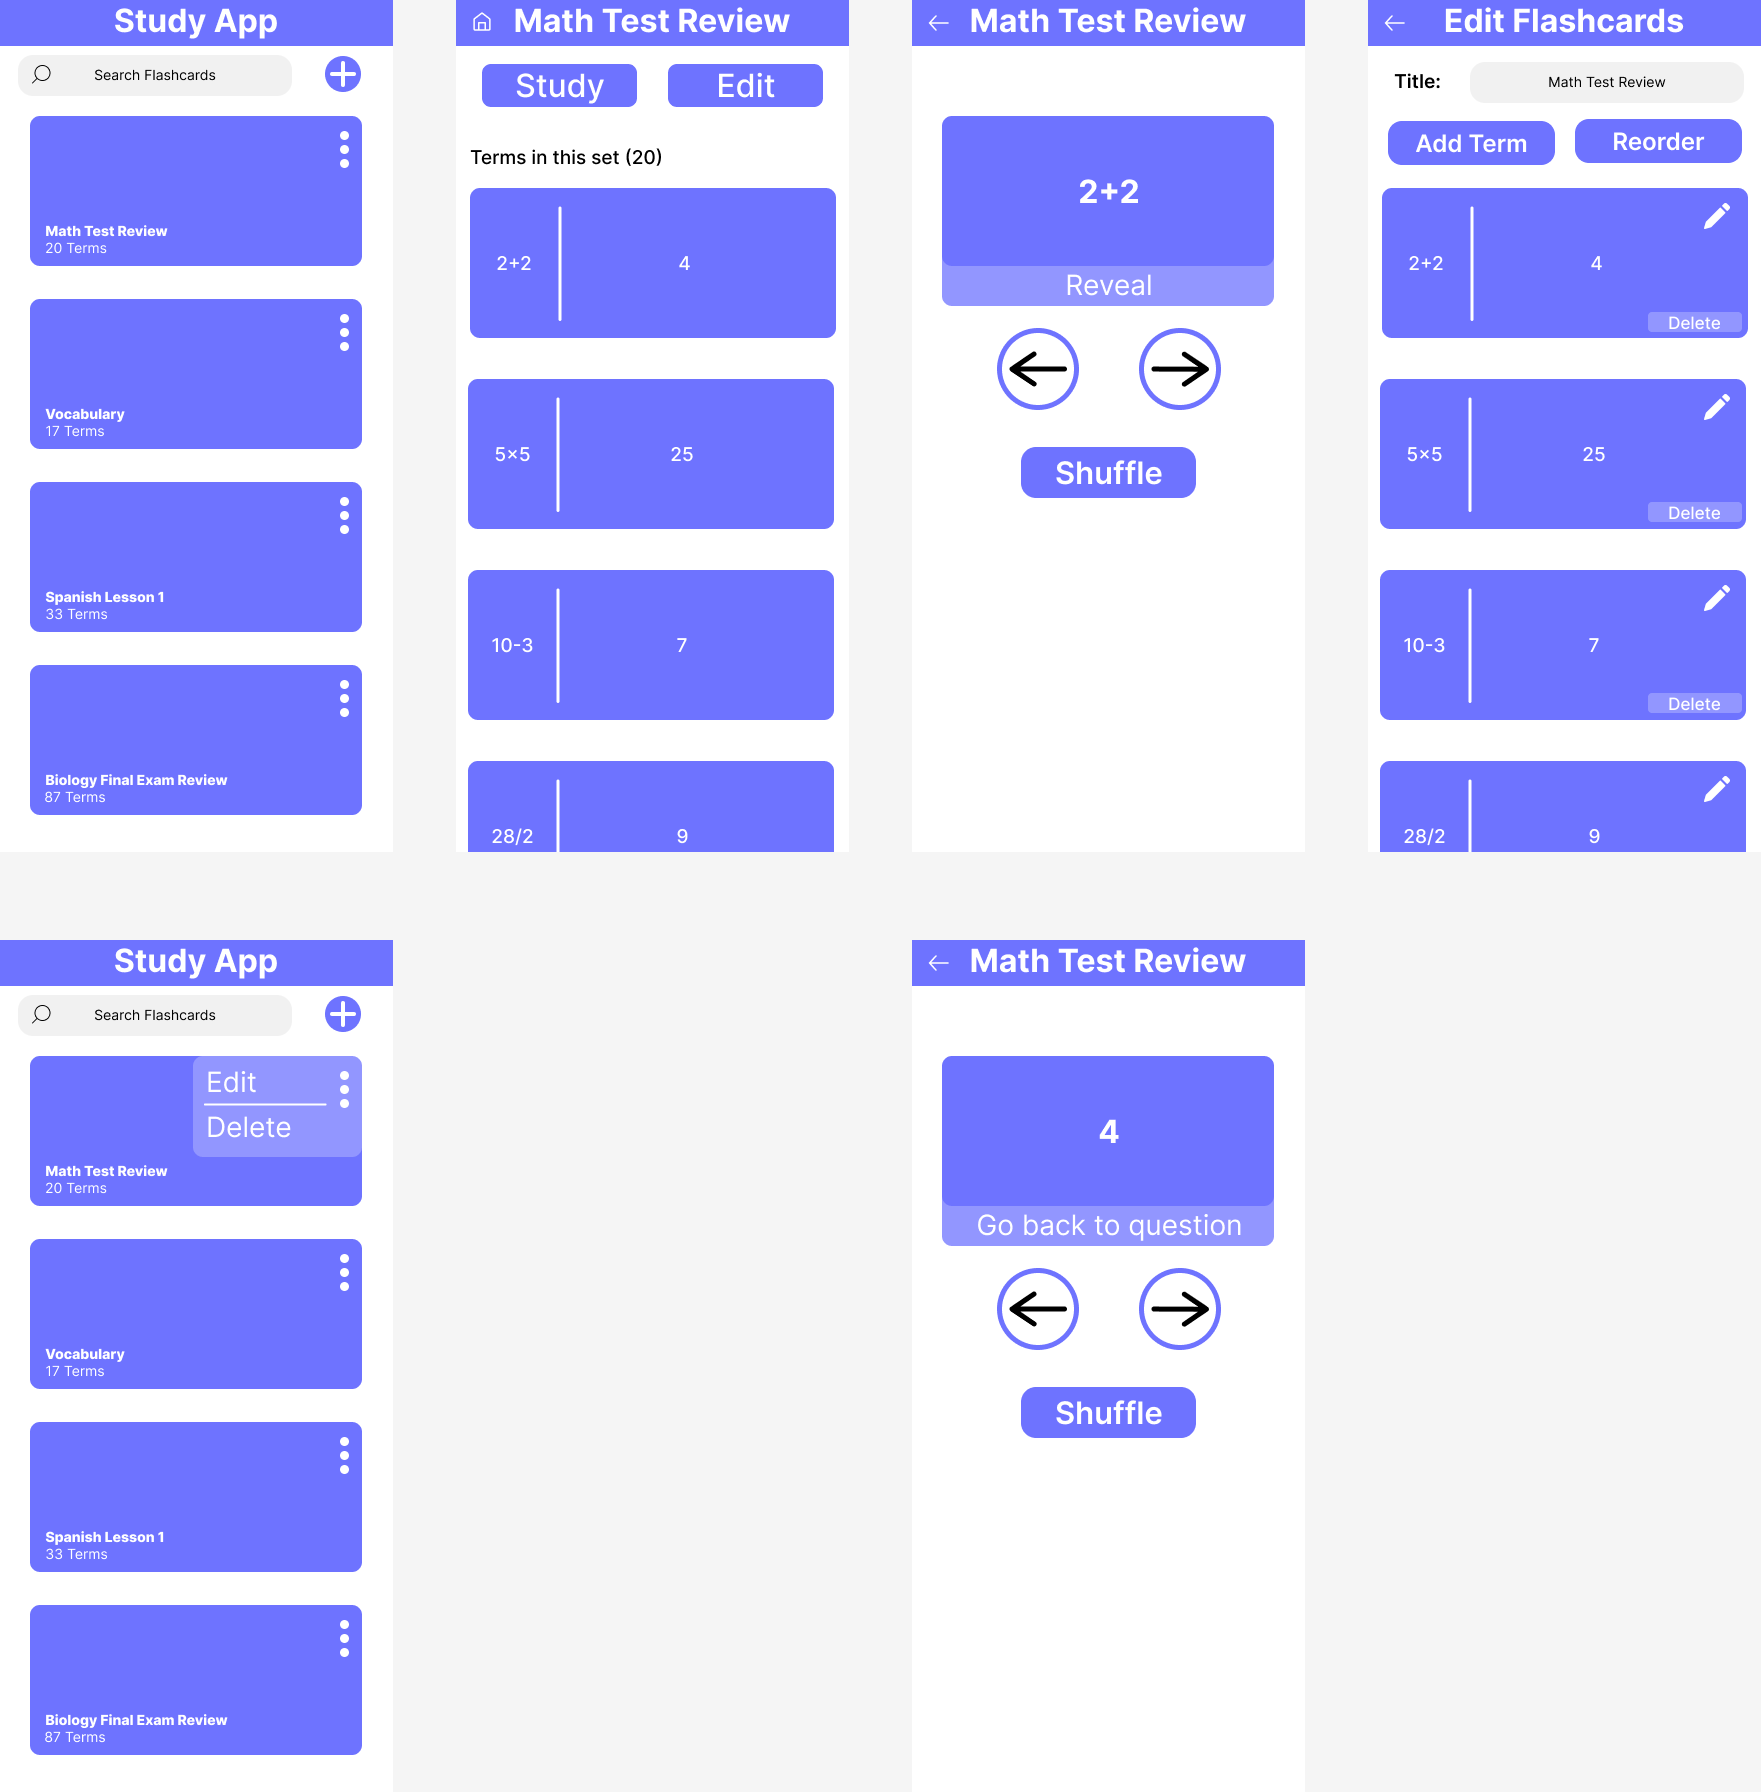 Study App
Search Flashcards
Math Test Review
20 Terms
Vocabulary
17 Terms
Spanish Lesson 1
33 Terms
Biology Final Exam Review
87 Terms
Math Test Review
Study Edit
Terms in this set (20)
2+2 4
5×5 25
10-3 7
28/2 9
Math Test Review
2+2
Reveal
Shuffle
Edit Flashcards
Title: Math Test Review
Add Term Reorder
2+2 4
Delete
5×5 25
Delete
10-3 7
Delete
28/2 9
Study App
Search Flashcards
Edit
Delete
Math Test Review
20 Terms
Vocabulary
17 Terms
Spanish Lesson 1
33 Terms
Biology Final Exam Review
87 Terms
Math Test Review
4
Go back to question
Shuffle